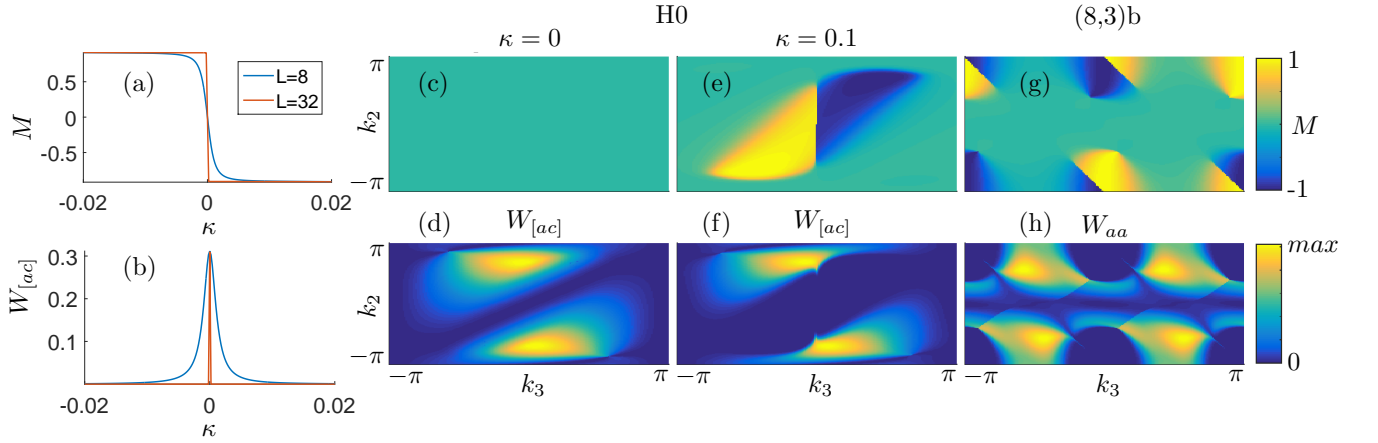 H0
(8,3)b
κ = 0
κ = 0.1
(a)
L=8
L=32
0.5
0
-0.5
M
-0.02
0
0.02
κ
(b)
0.3
0.2
0.1
W[ac]
-0.02
0
0.02
κ
(c)
π
k2
−π
(e)
(g)
1
M
-1
(d)
W[ac]
π
k2
−π
−π
k3
π
(f)
W[ac]
−π
k3
π
(h)
Waa
−π
k3
π
max
0